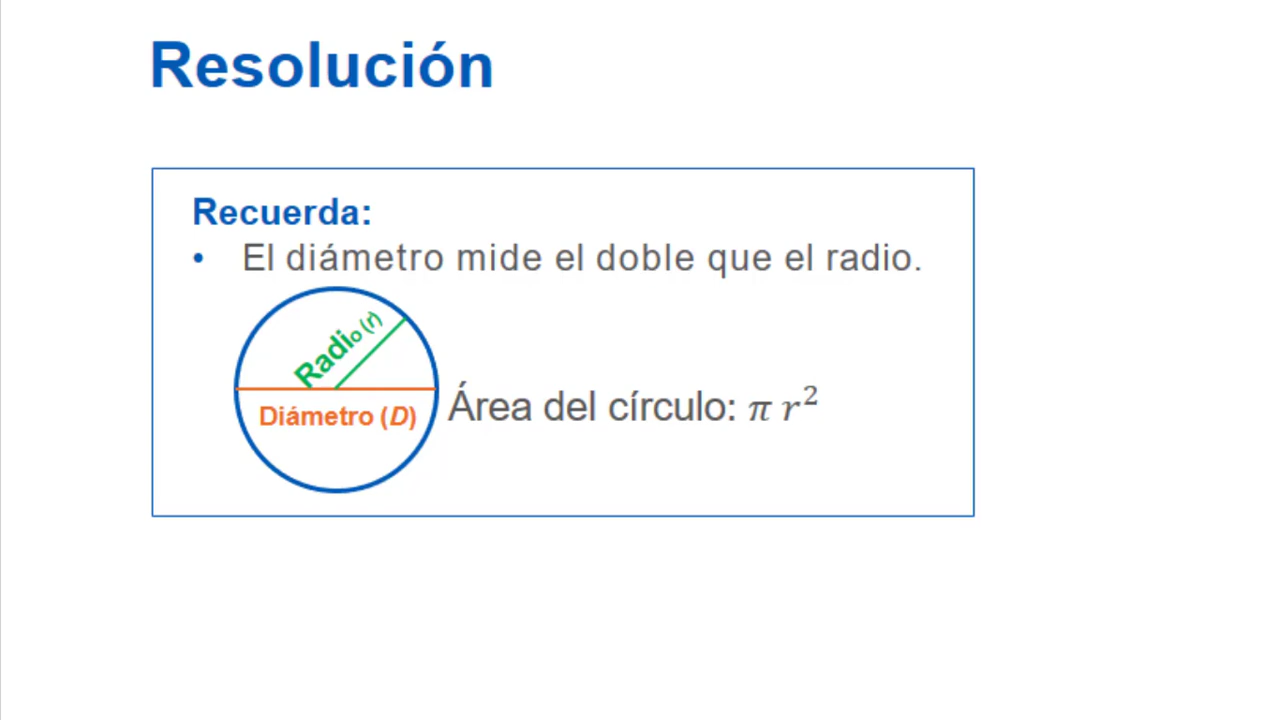 Resolución
Recuerda:
• El diámetro mide el doble que el radio.
Radio (r)
Diámetro (D)
Área del círculo: π r²